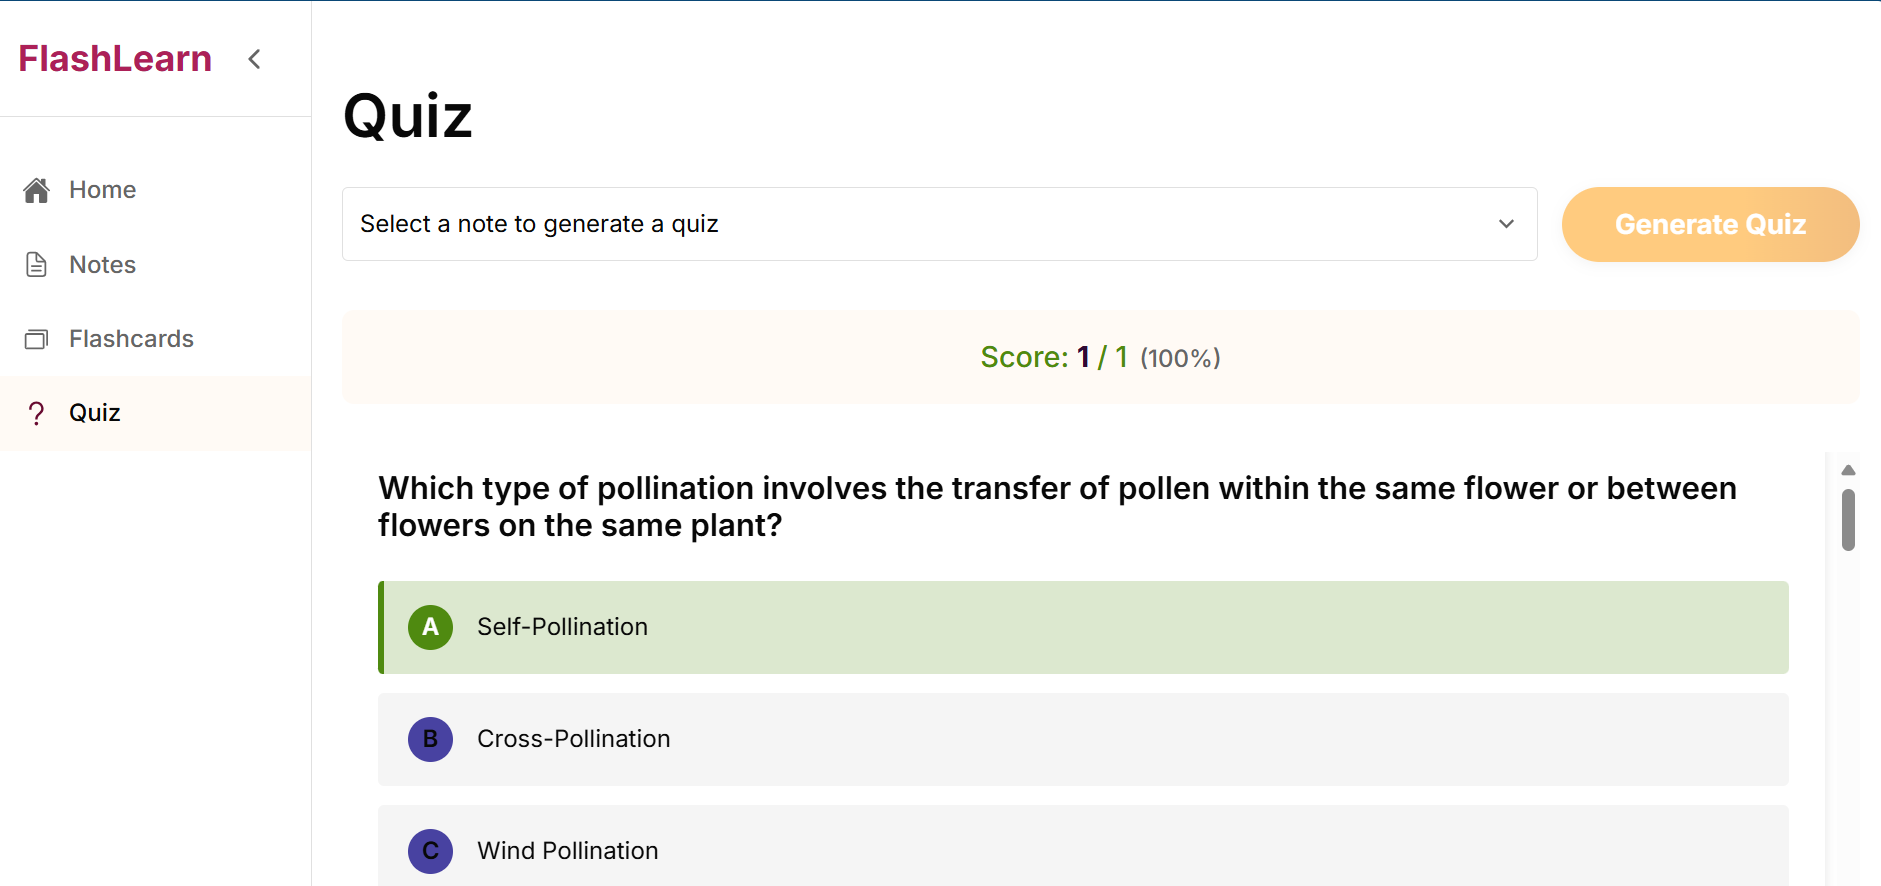 FlashLearn
Home
Notes
Flashcards
? Quiz
Quiz
Select a note to generate a quiz
Generate Quiz
Score: 1 / 1 (100%)
Which type of pollination involves the transfer of pollen within the same flower or between
flowers on the same plant?
A Self-Pollination
B Cross-Pollination
C Wind Pollination